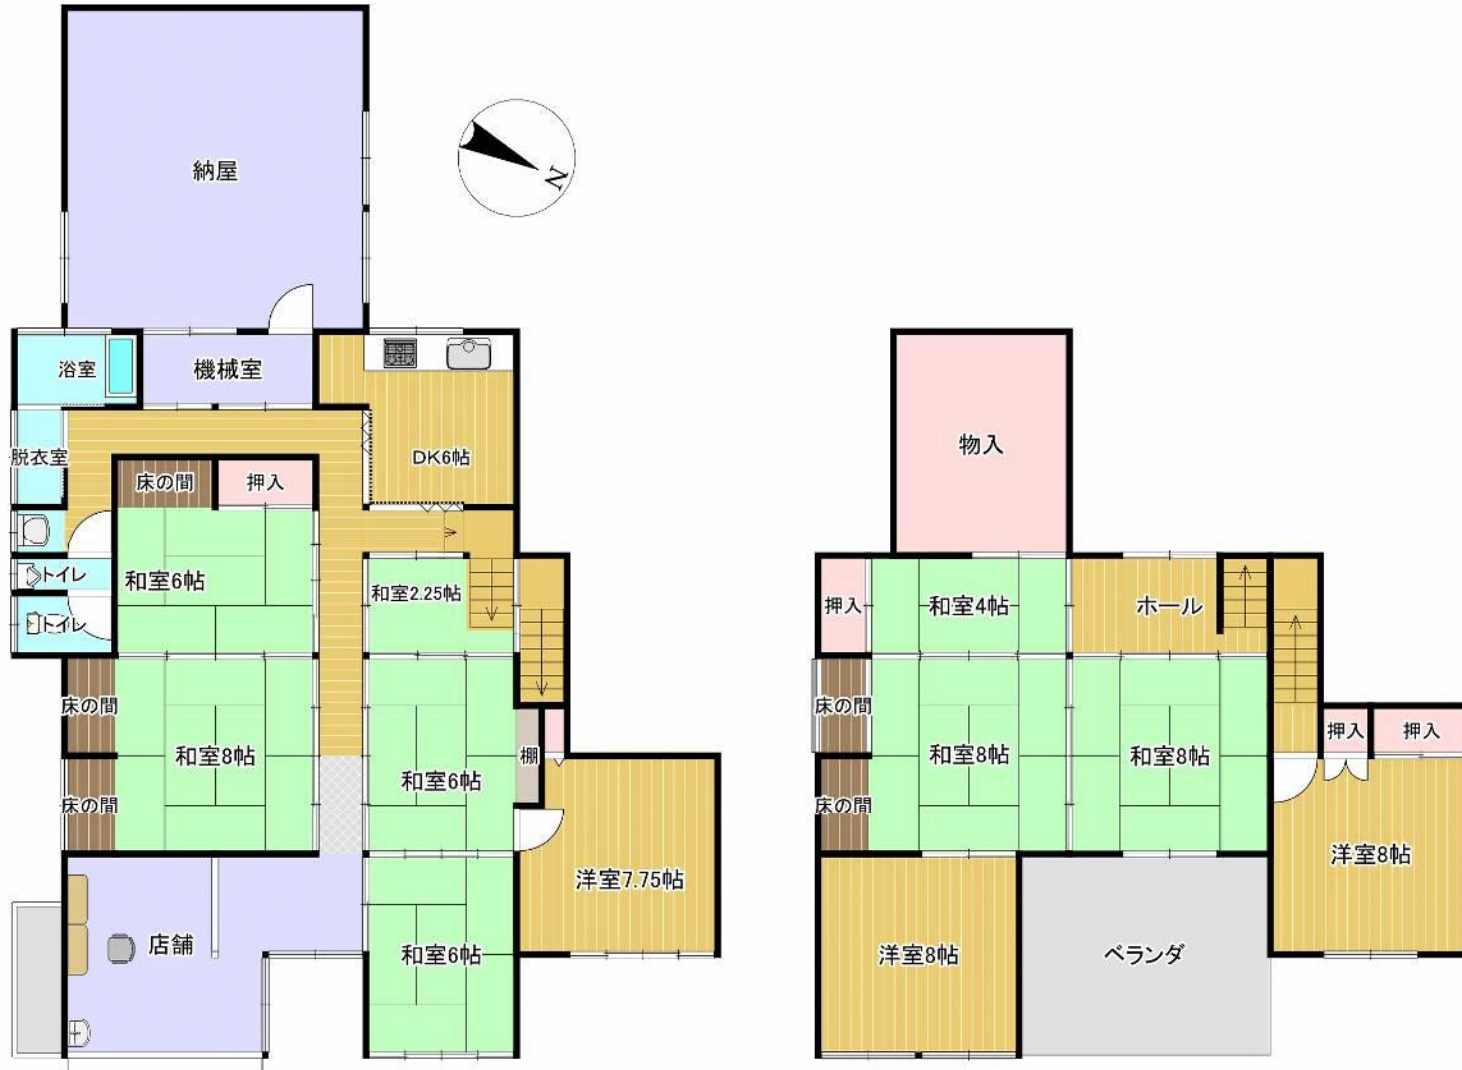 納屋
N
浴室
機械室
脱衣室
DK6帖
床の間
押入
トイレ
和室6帖
和室2.25帖
トイレ
床の間
和室8帖
床の間
和室6帖
棚
店舗
和室6帖
洋室7.75帖
物入
押入
和室4帖
ホール
床の間
和室8帖
和室8帖
床の間
押入
押入
洋室8帖
洋室8帖
ベランダ